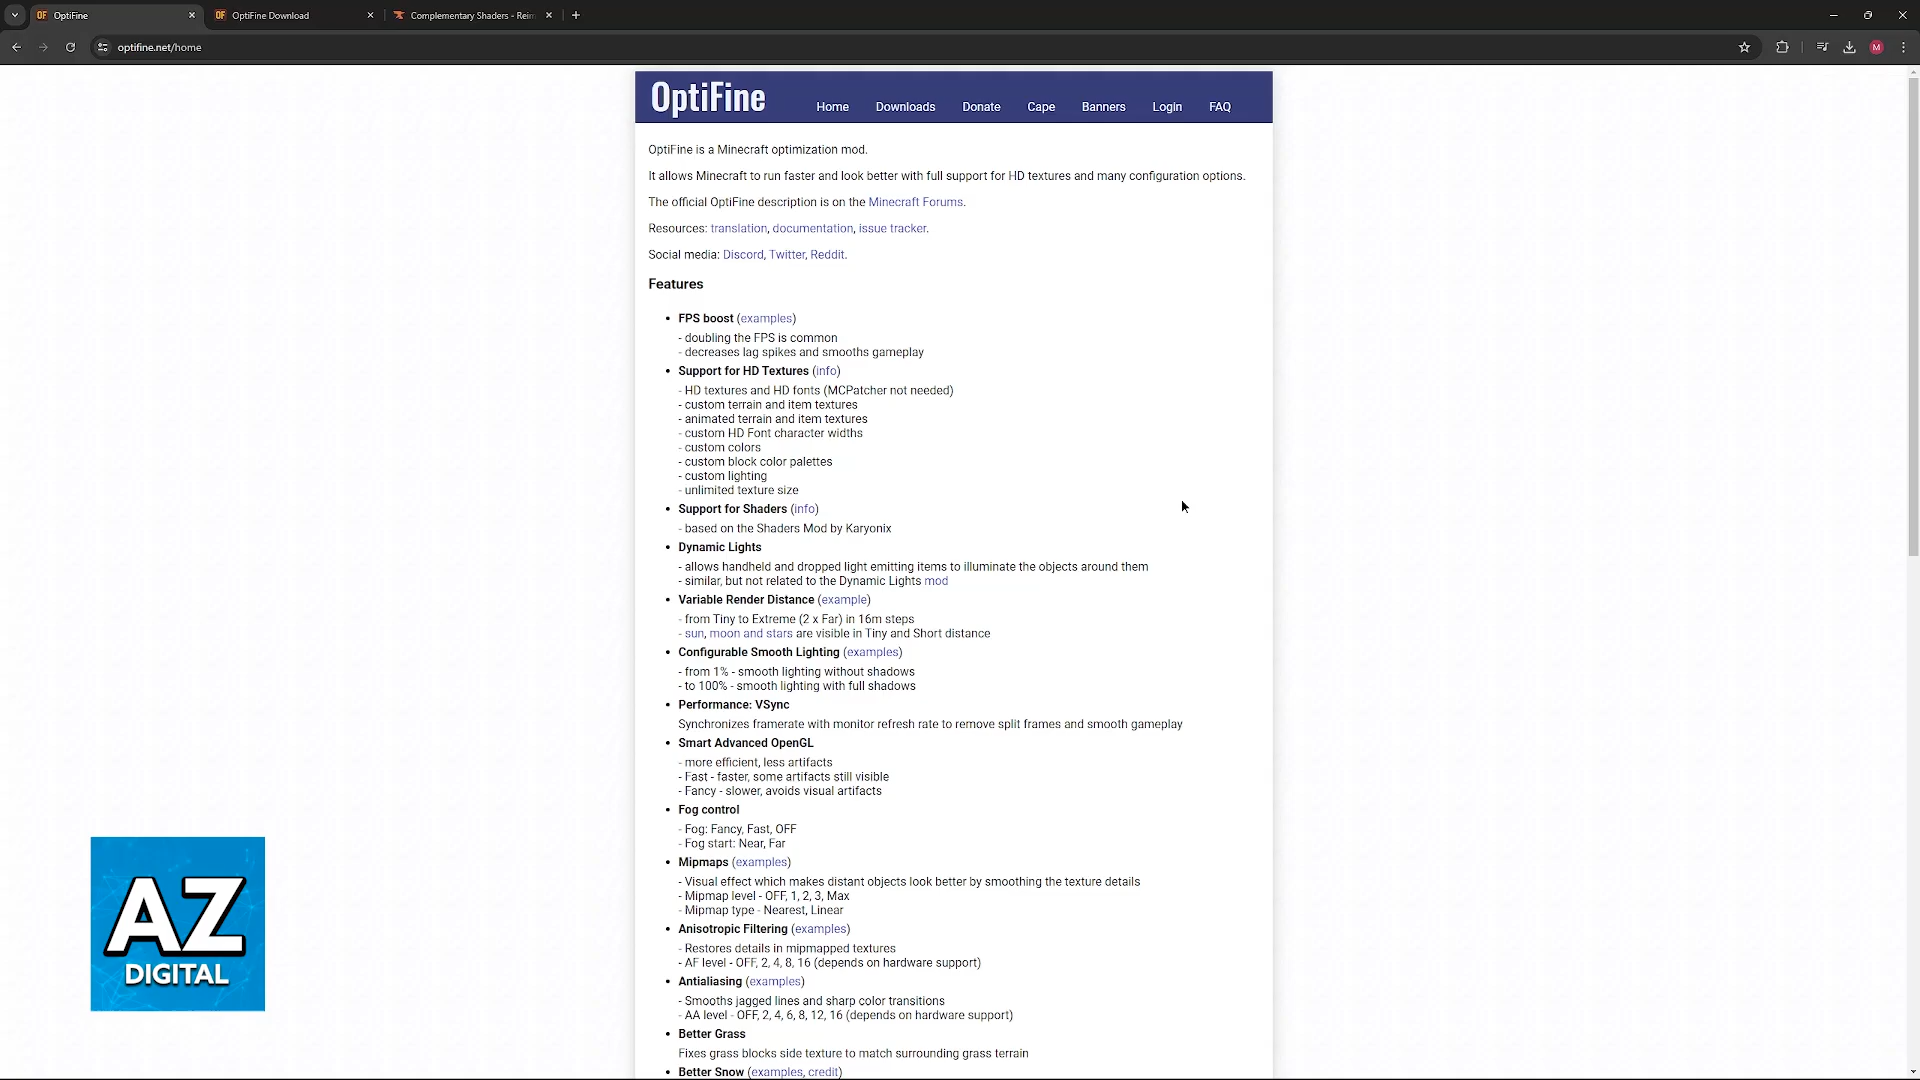 OptiFine
OptiFine Download
Complementary Shaders - Reim
optifine.net/home
M
OptiFine
Home Downloads Donate Cape Banners Login FAQ
OptiFine is a Minecraft optimization mod.
It allows Minecraft to run faster and look better with full support for HD textures and many configuration options.
The official OptiFine description is on the Minecraft Forums.
Resources: translation, documentation, issue tracker.
Social media: Discord, Twitter, Reddit.
Features
• FPS boost (examples)
- doubling the FPS is common
- decreases lag spikes and smooths gameplay
• Support for HD Textures (info)
- HD textures and HD fonts (MCPatcher not needed)
- custom terrain and item textures
- animated terrain and item textures
- custom HD Font character widths
- custom colors
- custom block color palettes
- custom lighting
- unlimited texture size
• Support for Shaders (info)
- based on the Shaders Mod by Karyonix
• Dynamic Lights
- allows handheld and dropped light emitting items to illuminate the objects around them
- similar, but not related to the Dynamic Lights mod
• Variable Render Distance (example)
- from Tiny to Extreme (2 x Far) in 16m steps
- sun, moon and stars are visible in Tiny and Short distance
• Configurable Smooth Lighting (examples)
- from 1% - smooth lighting without shadows
- to 100% - smooth lighting with full shadows
• Performance: VSync
Synchronizes framerate with monitor refresh rate to remove split frames and smooth gameplay
• Smart Advanced OpenGL
- more efficient, less artifacts
- Fast - faster, some artifacts still visible
- Fancy - slower, avoids visual artifacts
• Fog control
- Fog: Fancy, Fast, OFF
- Fog start: Near, Far
• Mipmaps (examples)
- Visual effect which makes distant objects look better by smoothing the texture details
- Mipmap level - OFF, 1, 2, 3, Max
- Mipmap type - Nearest, Linear
• Anisotropic Filtering (examples)
- Restores details in mipmapped textures
- AF level - OFF, 2, 4, 8, 16 (depends on hardware support)
• Antialiasing (examples)
- Smooths jagged lines and sharp color transitions
- AA level - OFF, 2, 4, 6, 8, 12, 16 (depends on hardware support)
• Better Grass
Fixes grass blocks side texture to match surrounding grass terrain
• Better Snow (examples, credit)
AZ
DIGITAL